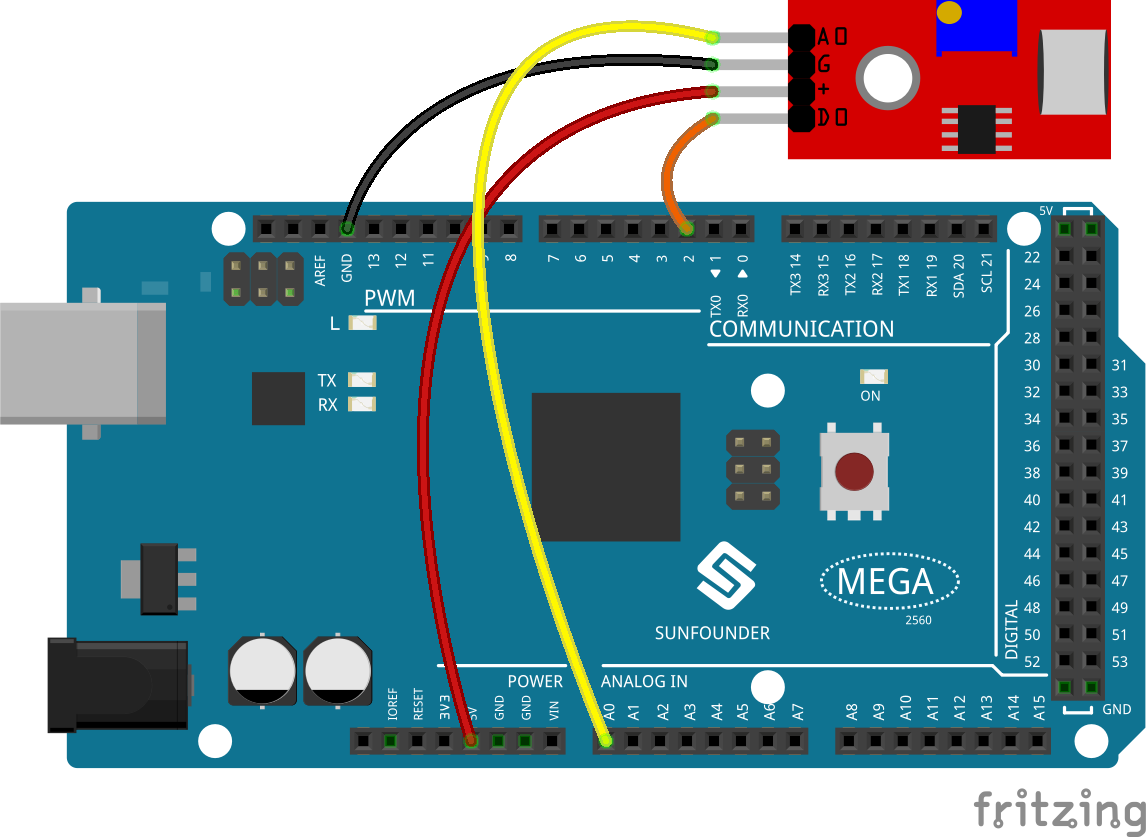 A0
G
+
D0
5V
AREF
GND
13
12
11
9
8
7
6
5
4
3
2
1
0
TX0
RX0
TX3 14
RX3 15
TX2 16
RX2 17
TX1 18
RX1 19
SDA 20
SCL 21
PWM
COMMUNICATION
L
TX
RX
ON
22
24
26
28
30 31
32 33
34 35
36 37
38 39
40 41
42 43
44 45
46 47
48 49
50 51
52 53
DIGITAL
MEGA
2560
SUNFOUNDER
POWER
ANALOG IN
IOREF
RESET
5V
GND
GND
VIN
A0
A1
A2
A3
A4
A5
A6
A7
A8
A9
A10
A11
A12
A13
A14
A15
GND
fritzing